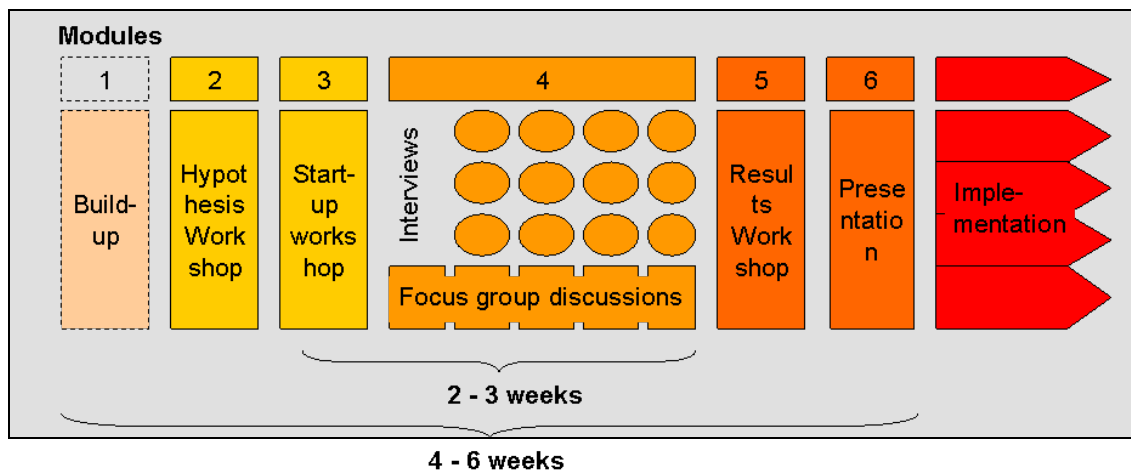 Modules
1
2
3
4
5
6
Build-
up
Hypot
hesis
Work
shop
Start-
up
works
hop
Interviews
Focus group discussions
Resul
ts
Work
shop
Prese
ntatio
n
Imple-
mentation
2 - 3 weeks
4 - 6 weeks